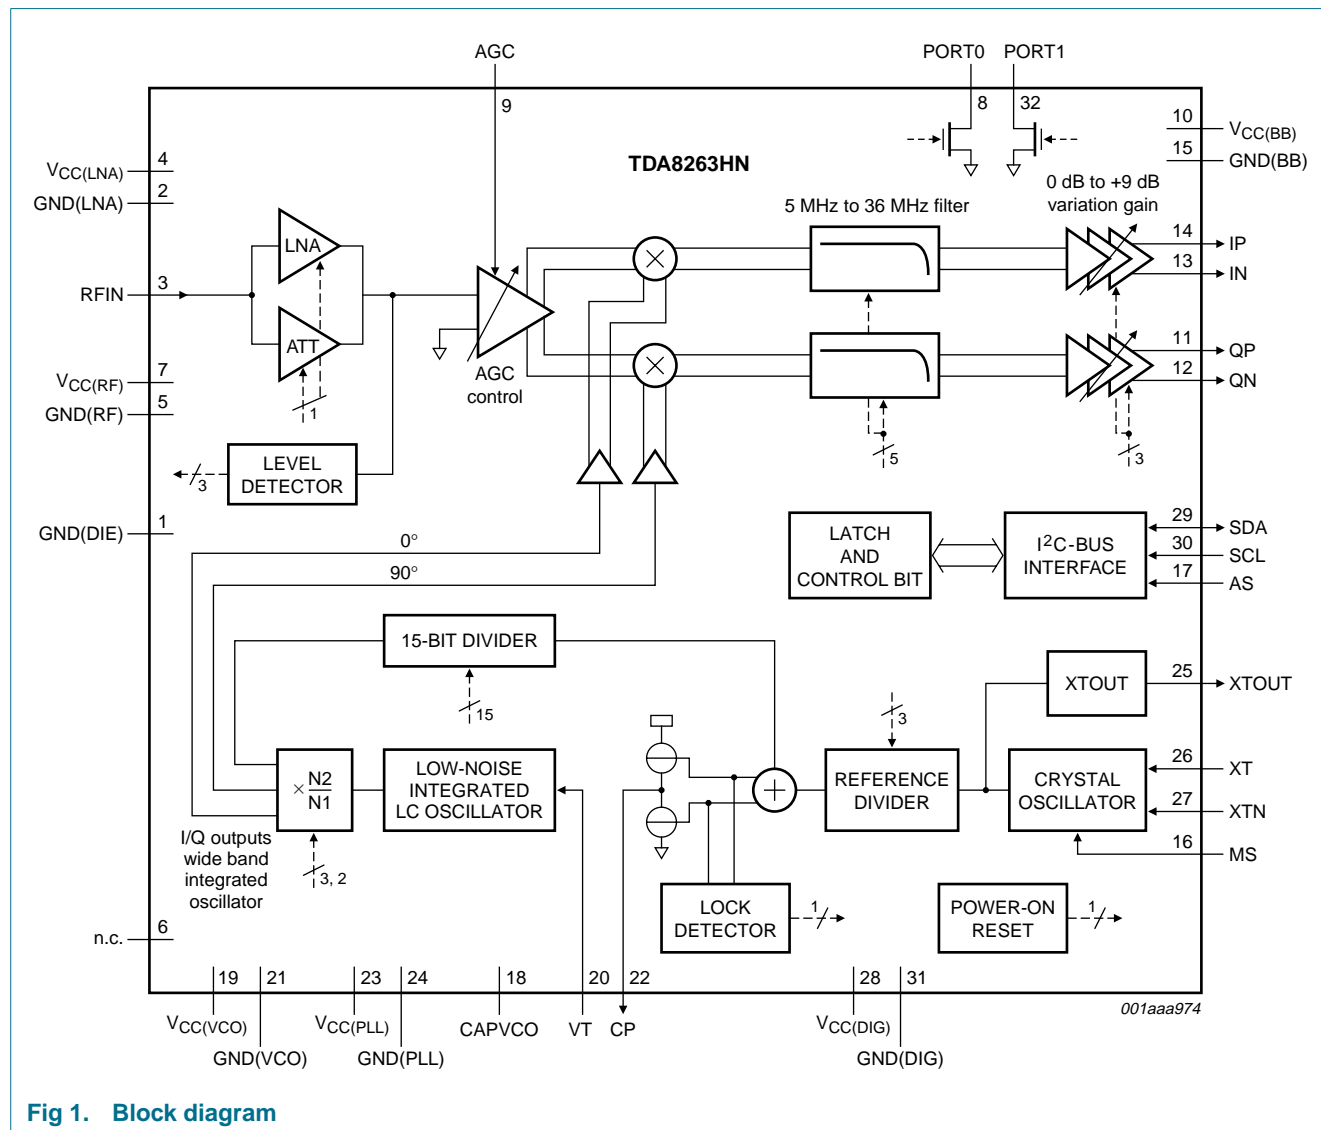 AGC
PORT0 PORT1
9
8 32
10
VCC(BB)
15
GND(BB)
4
VCC(LNA)
2
GND(LNA)
TDA8263HN
0 dB to +9 dB
variation gain
5 MHz to 36 MHz filter
LNA
14
IP
13
IN
3
RFIN
ATT
AGC
control
11
QP
12
QN
7
VCC(RF)
5
GND(RF)
1
5
3
LEVEL
DETECTOR
3
1
GND(DIE)
0°
90°
LATCH
AND
CONTROL BIT
I2C-BUS
INTERFACE
29
SDA
30
SCL
17
AS
15-BIT DIVIDER
15
XTOUT
25
XTOUT
3
× N2
N1
LOW-NOISE
INTEGRATED
LC OSCILLATOR
+
REFERENCE
DIVIDER
CRYSTAL
OSCILLATOR
26
XT
27
XTN
16
MS
I/Q outputs
wide band
integrated
oscillator
3, 2
LOCK
DETECTOR
1
POWER-ON
RESET
1
6
n.c.
19 21 23 24 18 20 22 28 31
VCC(VCO) VCC(PLL) CAPVCO VT CP VCC(DIG)
GND(VCO) GND(PLL) GND(DIG)
001aaa974
Fig 1. Block diagram